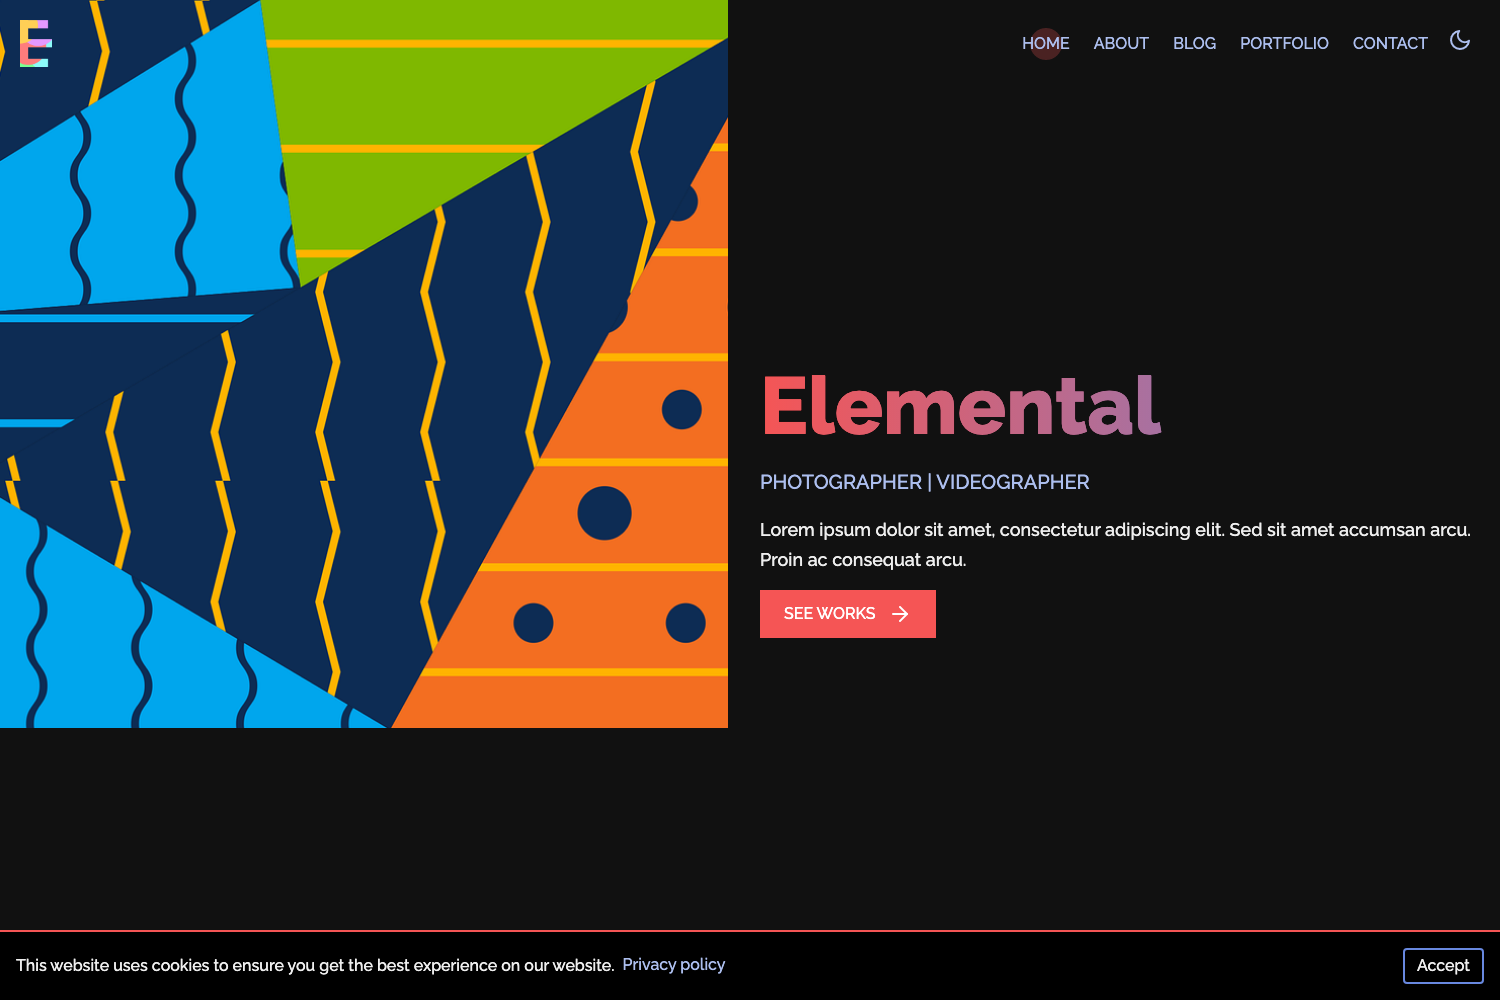 E
HOME ABOUT BLOG PORTFOLIO CONTACT
Elemental
PHOTOGRAPHER | VIDEOGRAPHER
Lorem ipsum dolor sit amet, consectetur adipiscing elit. Sed sit amet accumsan arcu.
Proin ac consequat arcu.
SEE WORKS
This website uses cookies to ensure you get the best experience on our website. Privacy policy
Accept